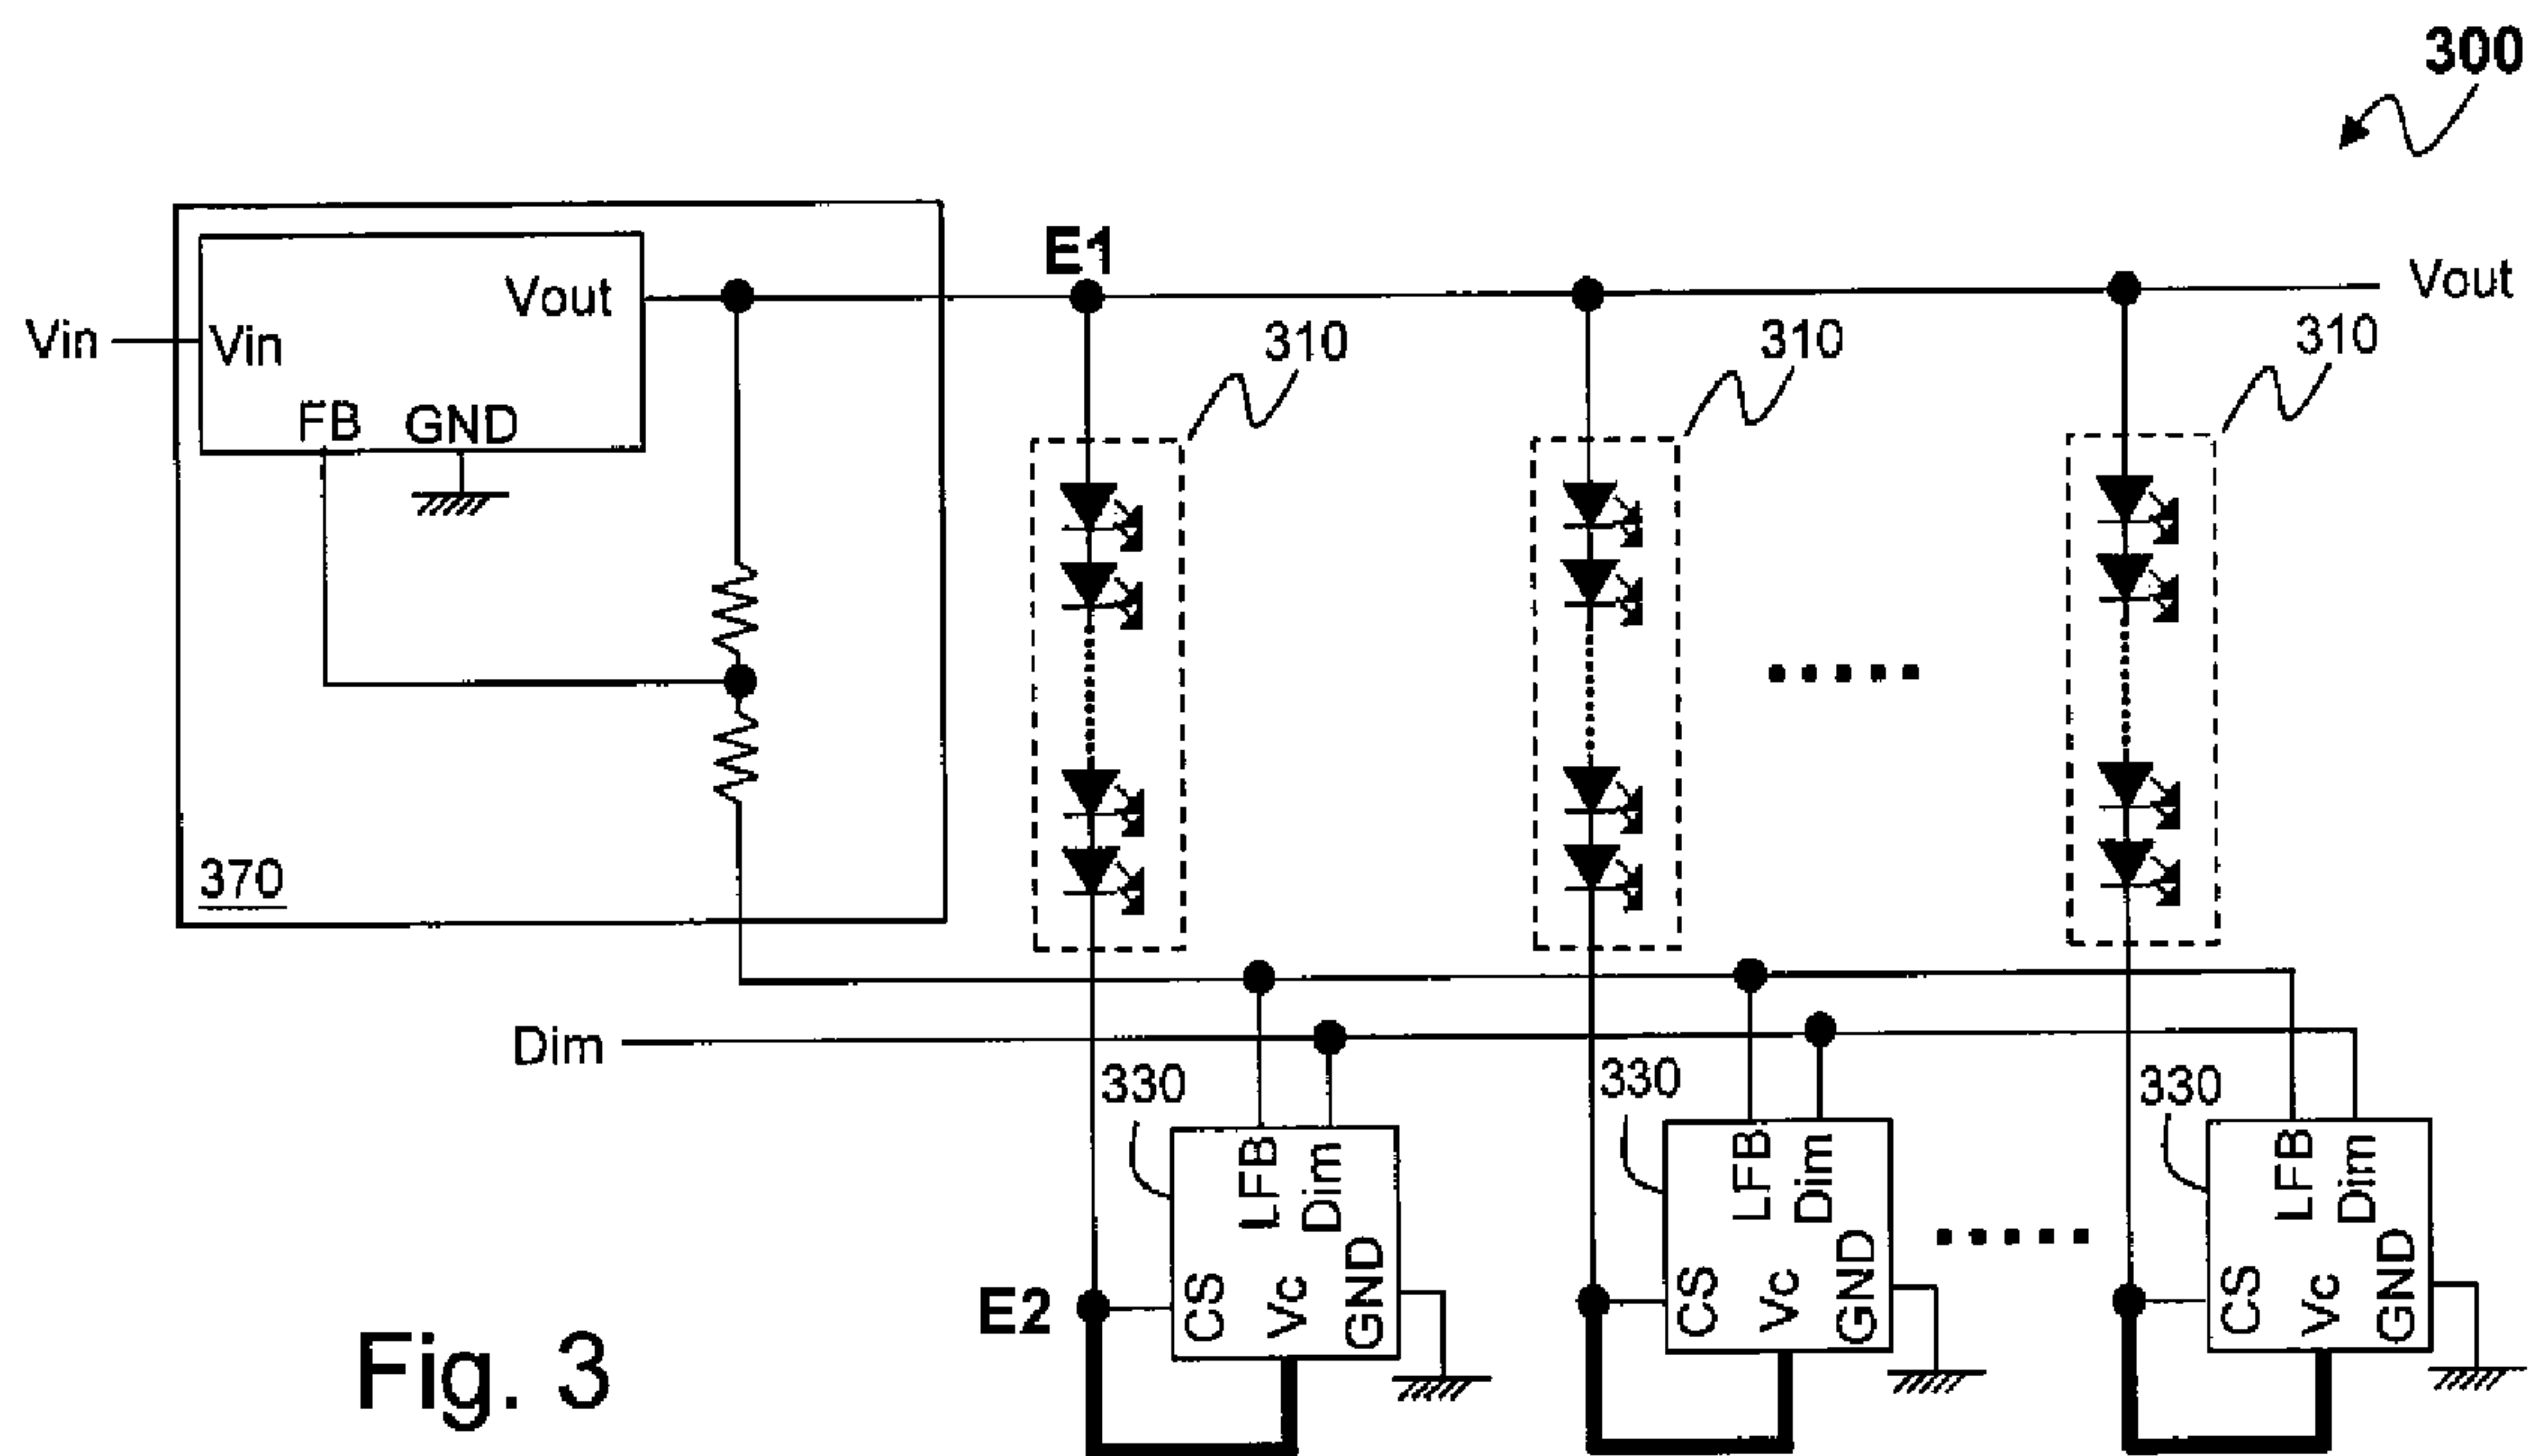 300
E1
Vout
Vout
Vin
Vin
310
310
310
FB
GND
370
Dim
330
330
330
LFB
Dim
CS
Vc
GND
LFB
Dim
CS
Vc
GND
LFB
Dim
CS
Vc
GND
E2
Fig. 3